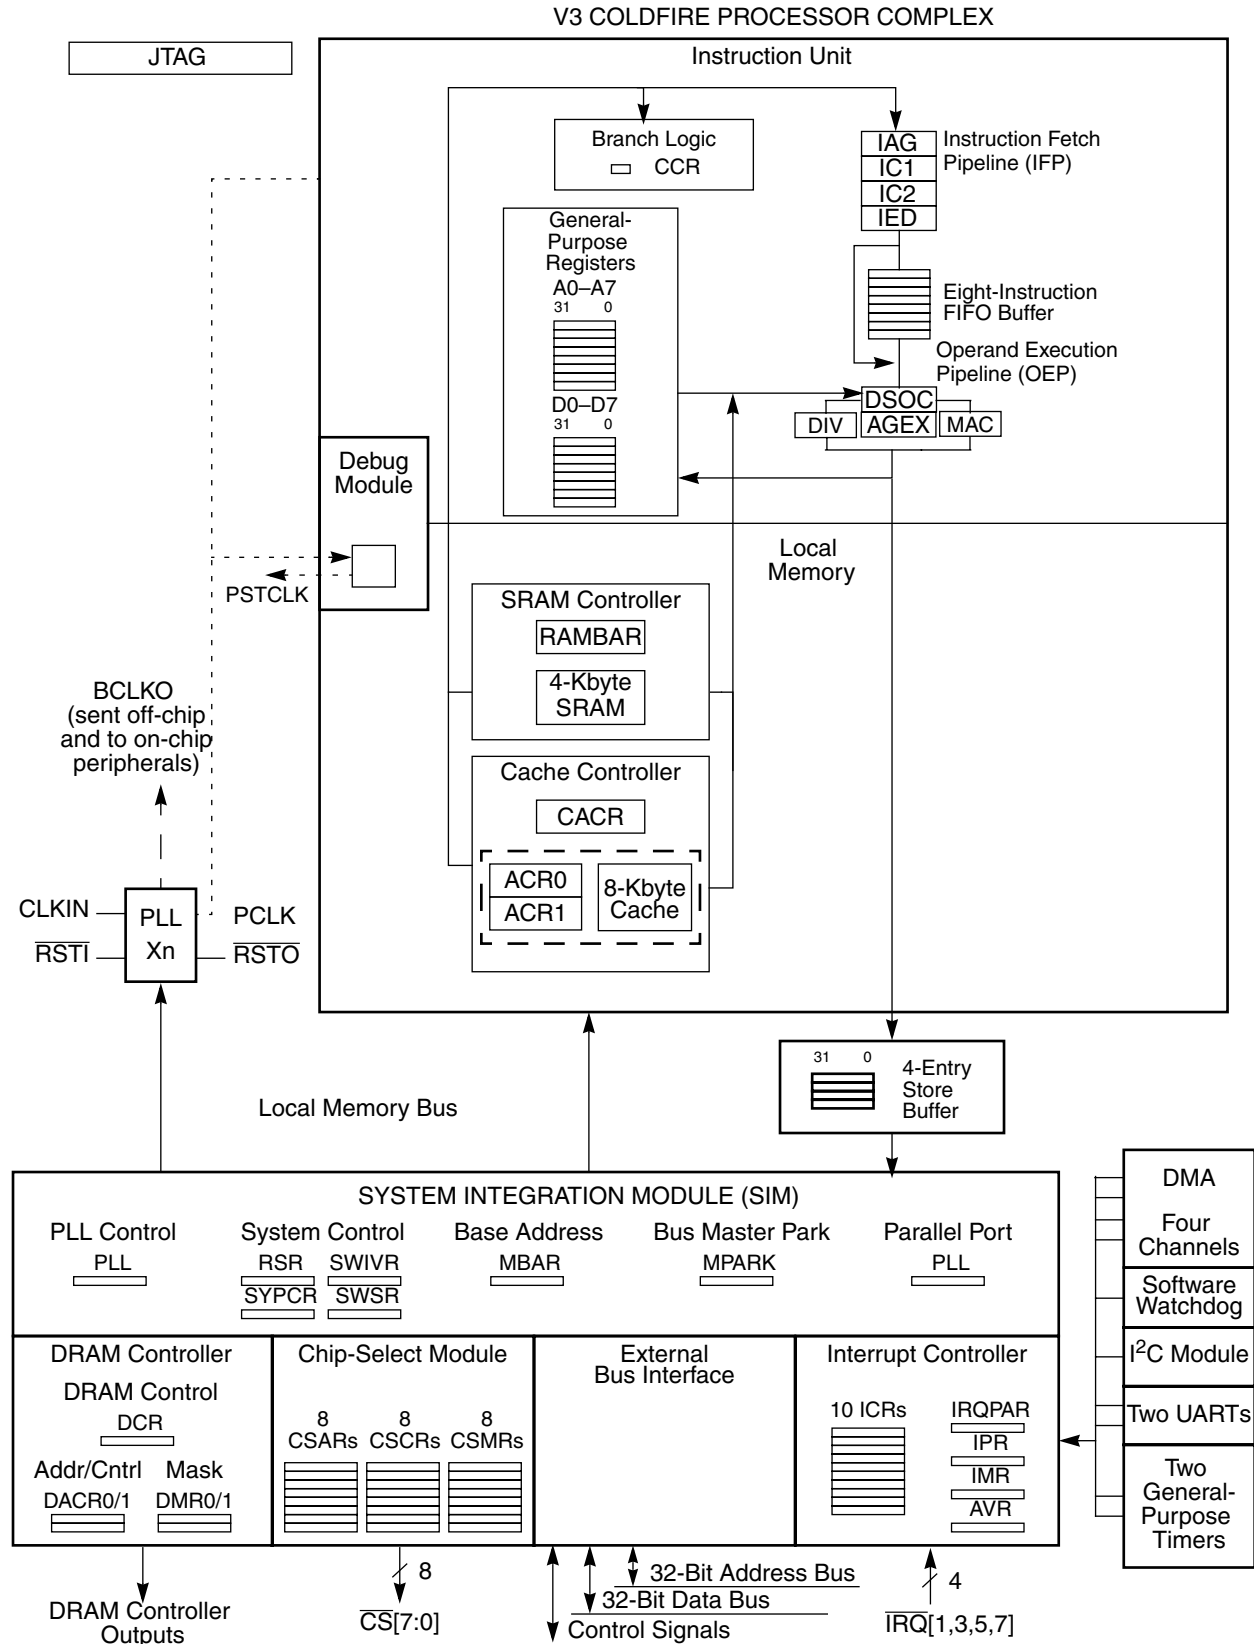 V3 COLDFIRE PROCESSOR COMPLEX
JTAG
Instruction Unit
Branch Logic
CCR
IAG
IC1
IC2
IED
Instruction Fetch
Pipeline (IFP)
General-
Purpose
Registers
A0–A7
31 0
D0–D7
31 0
Eight-Instruction
FIFO Buffer
Operand Execution
Pipeline (OEP)
DSOC
AGEX
DIV
MAC
Debug
Module
PSTCLK
Local
Memory
SRAM Controller
RAMBAR
4-Kbyte
SRAM
Cache Controller
CACR
ACR0
ACR1
8-Kbyte
Cache
BCLKO
(sent off-chip
and to on-chip
peripherals)
CLKIN
RSTI
PLL
Xn
PCLK
RSTO
31 0
4-Entry
Store
Buffer
Local Memory Bus
SYSTEM INTEGRATION MODULE (SIM)
PLL Control
PLL
System Control
RSR
SWIVR
SYPCR
SWSR
Base Address
MBAR
Bus Master Park
MPARK
Parallel Port
PLL
DMA
Four
Channels
Software
Watchdog
I2C Module
Two UARTs
Two
General-
Purpose
Timers
DRAM Controller
DRAM Control
DCR
Addr/Cntrl
DACR0/1
Mask
DMR0/1
Chip-Select Module
8
CSARs
8
CSCRs
8
CSMRs
External
Bus Interface
Interrupt Controller
10 ICRs
IRQPAR
IPR
IMR
AVR
DRAM Controller
Outputs
8
CS[7:0]
32-Bit Address Bus
32-Bit Data Bus
Control Signals
4
IRQ[1,3,5,7]